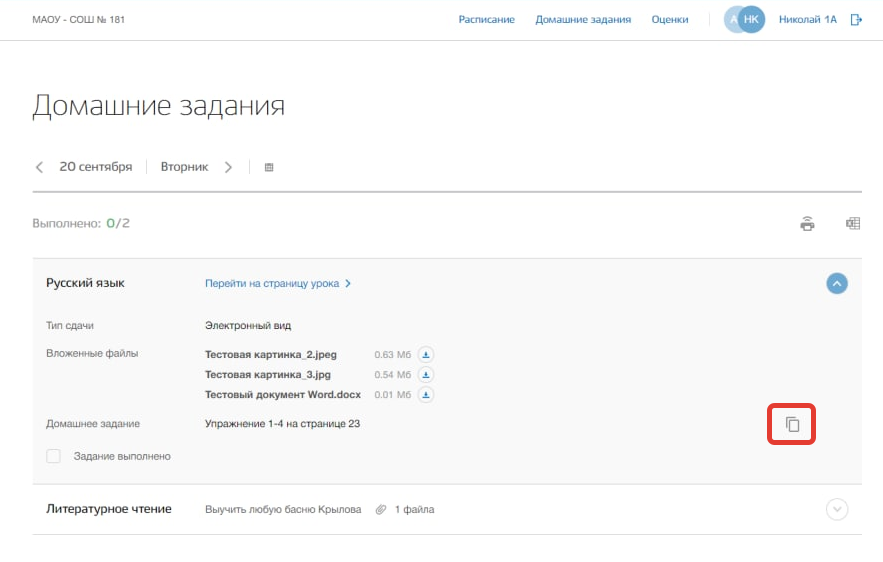 МАОУ - СОШ № 181 Расписание Домашние задания Оценки А НК Николай 1А
Домашние задания
20 сентября Вторник
Выполнено: 0/2
Русский язык Перейти на страницу урока
Тип сдачи Электронный вид
Вложенные файлы Тестовая картинка_2.jpeg 0.63 Мб
Тестовая картинка_3.jpg 0.54 Мб
Тестовый документ Word.docx 0.01 Мб
Домашнее задание Упражнение 1-4 на странице 23
Задание выполнено
Литературное чтение Выучить любую басню Крылова 1 файла